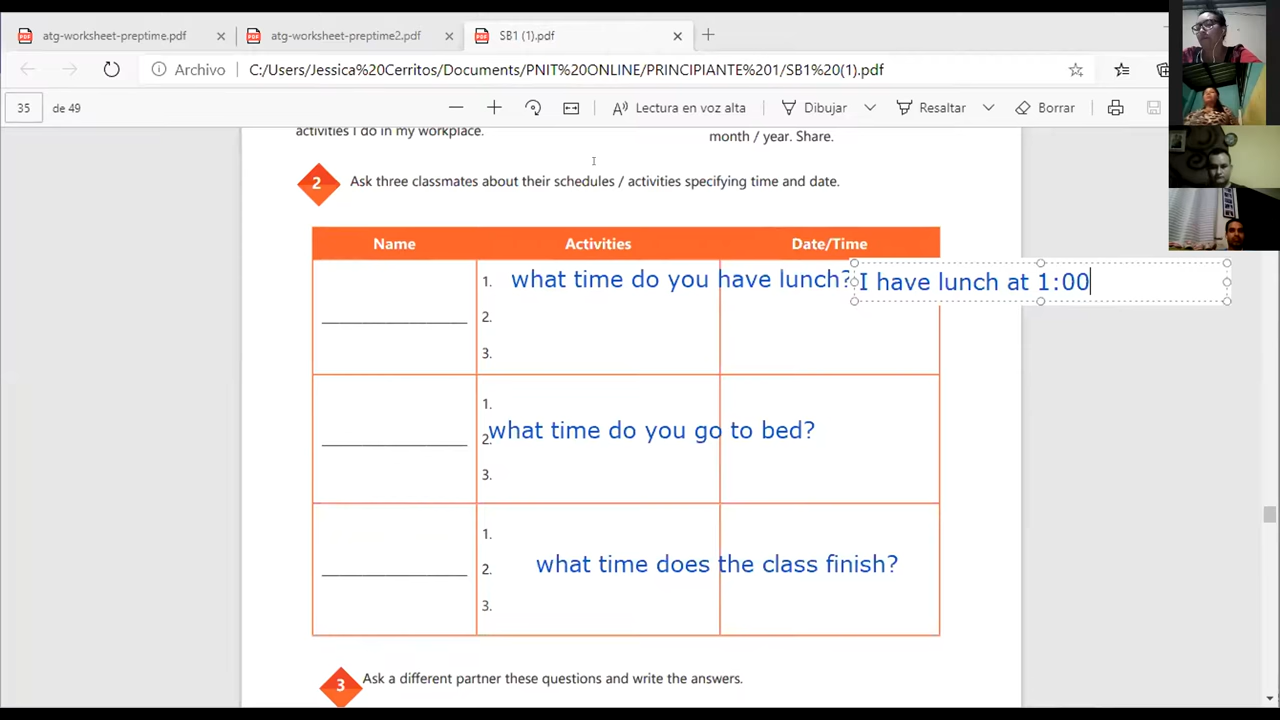 atg-worksheet-preptime.pdf
atg-worksheet-preptime2.pdf
SB1 (1).pdf
Archivo
C:/Users/Jessica%20Cerritos/Documents/PNIT%20ONLINE/PRINCIPIANTE%201/SB1%20(1).pdf
35 de 49
Lectura en voz alta
Dibujar
Resaltar
Borrar
activities I do in my workplace.
month / year. Share.
2 Ask three classmates about their schedules / activities specifying time and date.
Name Activities Date/Time
1. what time do you have lunch? I have lunch at 1:00
2.
3.
1.
2. what time do you go to bed?
3.
1.
2. what time does the class finish?
3.
3 Ask a different partner these questions and write the answers.